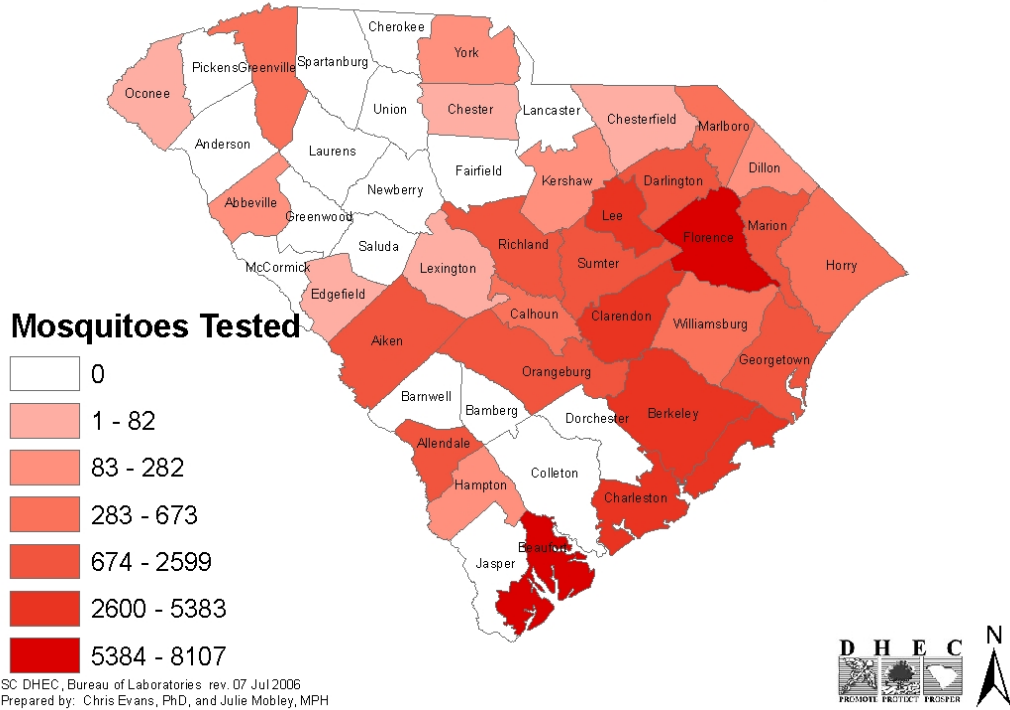 Cherokee
York
Spartanburg
Pickens
Greenville
Oconee
Union
Chester
Lancaster
Chesterfield
Marlboro
Anderson
Laurens
Fairfield
Dillon
Kershaw
Darlington
Newberry
Abbeville
Greenwood
Lee
Marion
Florence
Saluda
Richland
McCormick
Lexington
Sumter
Horry
Edgefield
Calhoun
Clarendon
Williamsburg
Aiken
Georgetown
Orangeburg
Barnwell
Bamberg
Dorchester
Berkeley
Allendale
Colleton
Hampton
Charleston
Beaufort
Jasper
Mosquitoes Tested
0
1 - 82
83 - 282
283 - 673
674 - 2599
2600 - 5383
5384 - 8107
SC DHEC, Bureau of Laboratories rev. 07 Jul 2006
Prepared by: Chris Evans, PhD, and Julie Mobley, MPH
D H E C
PROMOTE PROTECT PROSPER
N